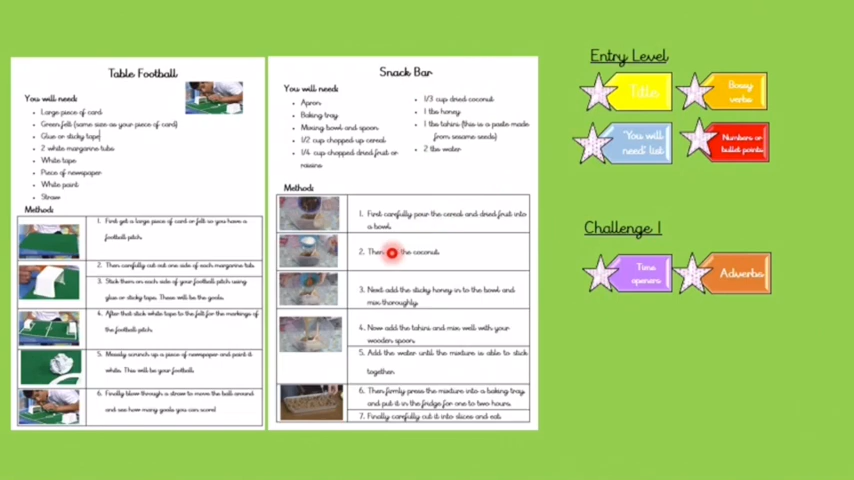 Table Football
You will need:
Large piece of card
Green felt (same size as your piece of card)
Glue or sticky tape
2 white margarine tubs
White tape
Piece of newspaper
White paint
Straw
Method:
1. First get a large piece of card or felt so you have a
football pitch.
2. Then carefully cut out one side of each margarine tub.
3. Stick them on each side of your football pitch using
glue or sticky tape. These will be the goals.
4. After that stick white tape to the felt for the markings of
the football pitch.
5. Messily scrunch up a piece of newspaper and paint it
white. This will be your football.
6. Finally blow through a straw to move the ball around
and see how many goals you can score!
Snack Bar
You will need:
Apron
Baking tray
Mixing bowl and spoon
1/2 cup chopped up cereal
1/4 cup chopped dried fruit or
raisins
1/3 cup dried coconut
1 tbs honey
1 tbs tahini (this is a paste made
from sesame seeds)
2 tbs water
Method:
1. First carefully pour the cereal and dried fruit into
a bowl.
2. Then the coconut.
3. Next add the sticky honey in to the bowl and
mix thoroughly.
4. Now add the tahini and mix well with your
wooden spoon.
5. Add the water until the mixture is able to stick
together.
6. Then firmly press the mixture into a baking tray
and put it in the fridge for one to two hours.
7. Finally carefully cut it into slices and eat.
Entry Level
Title
Bossy
verbs
"You will
need" list
Numbers or
bullet points
Challenge 1
Time
openers
Adverbs